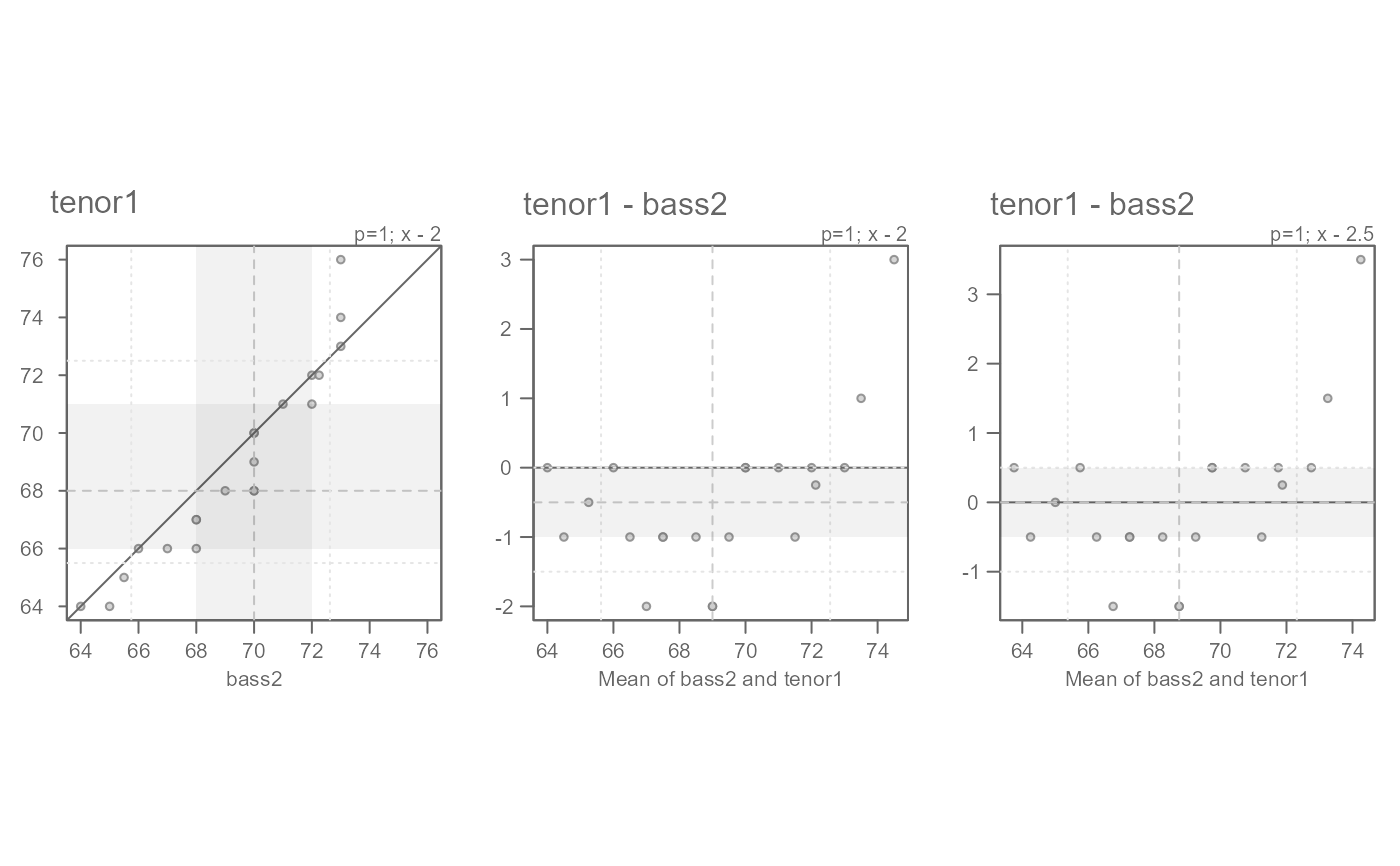 tenor1
p=1; x - 2
76
74
72
70
68
66
64
64 66 68 70 72 74 76
bass2
tenor1 - bass2
p=1; x - 2
3
2
1
0
-1
-2
64 66 68 70 72 74
Mean of bass2 and tenor1
tenor1 - bass2
p=1; x - 2.5
3
2
1
0
-1
64 66 68 70 72 74
Mean of bass2 and tenor1